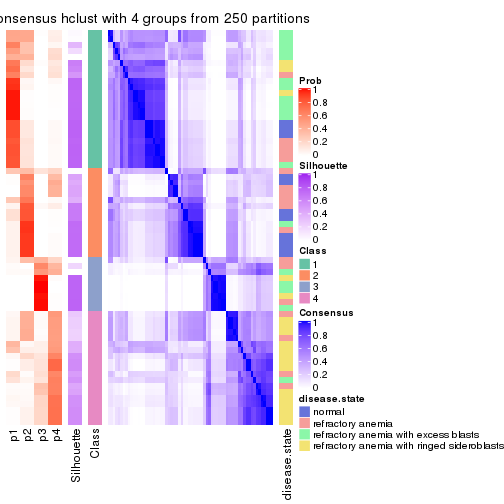 onsensus hclust with 4 groups from 250 partitions
Prob
1
0.8
0.6
0.4
0.2
0
Silhouette
1
0.8
0.6
0.4
0.2
0
Class
1
2
3
4
Consensus
1
0.8
0.6
0.4
0.2
0
disease.state
normal
refractory anemia
refractory anemia with excess blasts
refractory anemia with ringed sideroblasts
p1
p2
p3
p4
Silhouette
Class
disease.state